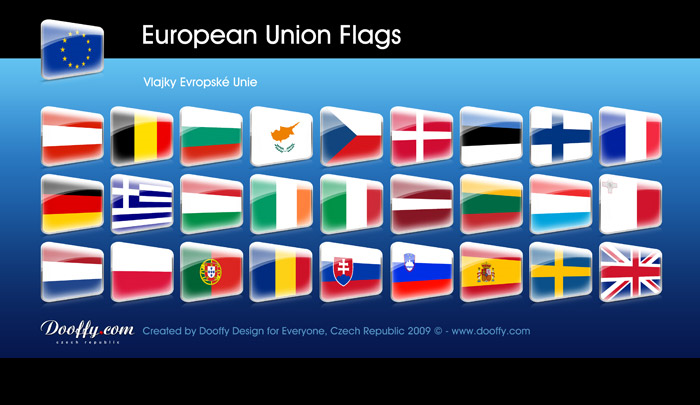 European Union Flags
Vlajky Evropské Unie
Dooffy.com
czech republic
Created by Dooffy Design for Everyone, Czech Republic 2009 © - www.dooffy.com